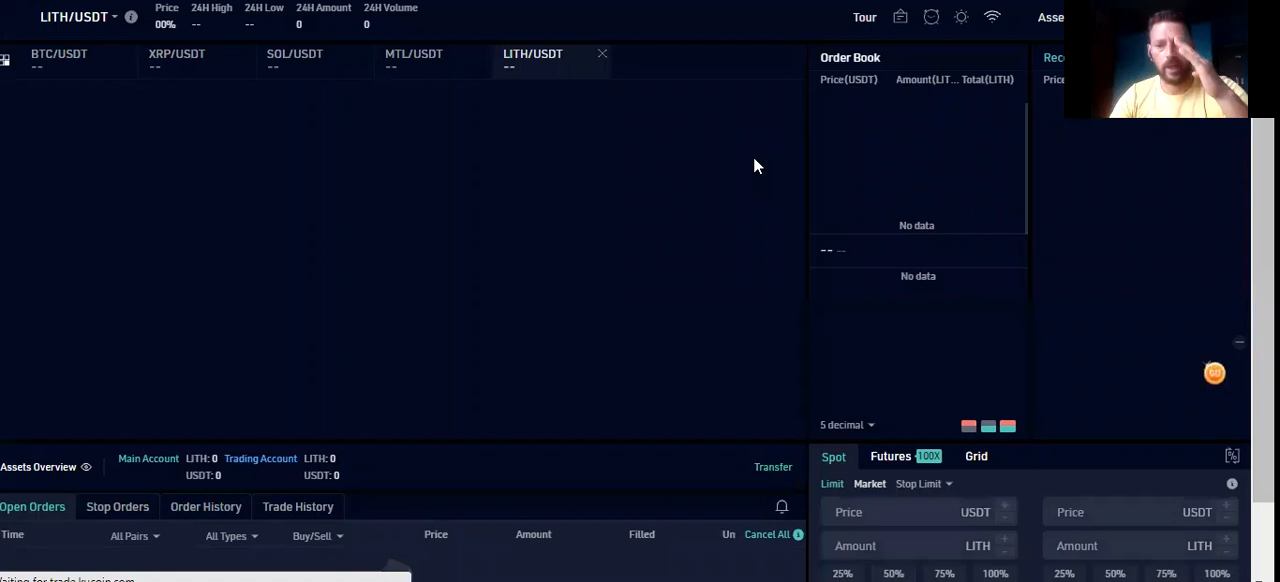 LITH/USDT
Price
00%
24H High
--
24H Low
--
24H Amount
0
24H Volume
0
Tour
BTC/USDT
--
XRP/USDT
--
SOL/USDT
--
MTL/USDT
--
LITH/USDT
--
Order Book
Price(USDT) Amount(LIT... Total(LITH)
No data
-- --
No data
5 decimal
Assets Overview
Main Account LITH: 0 Trading Account LITH: 0
USDT: 0 USDT: 0
Transfer
Spot Futures 100X Grid
Limit Market Stop Limit
Open Orders Stop Orders Order History Trade History
Time All Pairs All Types Buy/Sell Price Amount Filled Cancel All
Price USDT
Amount LITH
25% 50% 75% 100%
Price USDT
Amount LITH
25% 50% 75% 100%